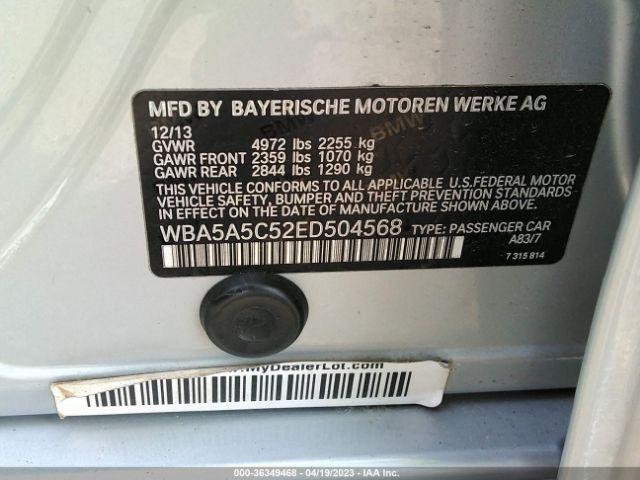 MFD BY BAYERISCHE MOTOREN WERKE AG
12/13
GVWR 4972 lbs 2255 kg
GAWR FRONT 2359 lbs 1070 kg
GAWR REAR 2844 lbs 1290 kg
THIS VEHICLE CONFORMS TO ALL APPLICABLE U.S.FEDERAL MOTOR
VEHICLE SAFETY, BUMPER AND THEFT PREVENTION STANDARDS
IN EFFECT ON THE DATE OF MANUFACTURE SHOWN ABOVE.
WBA5A5C52ED504568 TYPE: PASSENGER CAR
A83/7
7 315 814
MyDealerLot.com
000-36349468 - 04/19/2023 - IAA Inc.